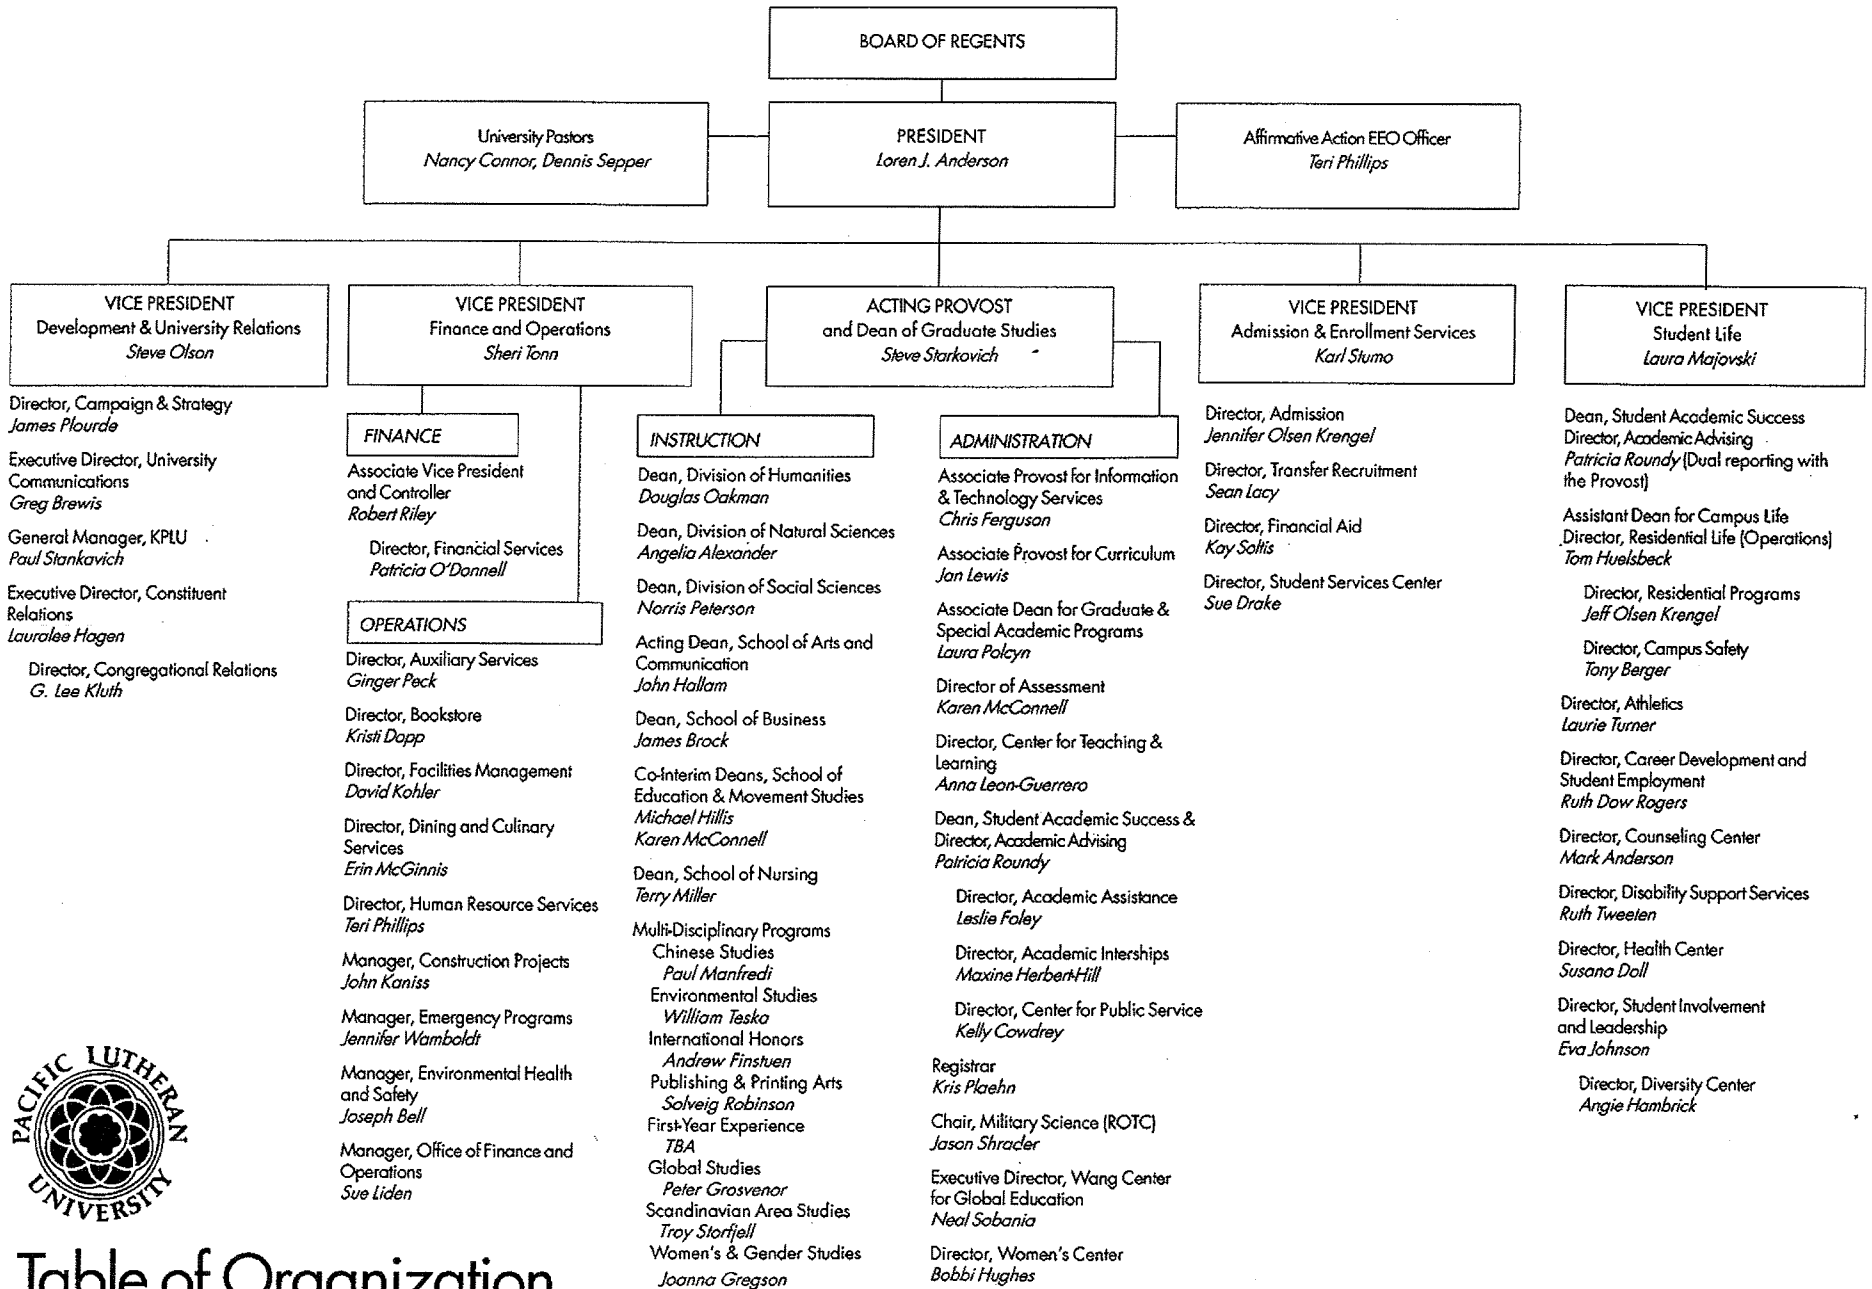 BOARD OF REGENTS
University Pastors
Nancy Connor, Dennis Sepper
PRESIDENT
Loren J. Anderson
Affirmative Action EEO Officer
Teri Phillips
VICE PRESIDENT
Development & University Relations
Steve Olson
Director, Campaign & Strategy
James Plourde
Executive Director, University
Communications
Greg Brewis
General Manager, KPLU
Paul Stankavich
Executive Director, Constituent
Relations
Lauralee Hagen
Director, Congregational Relations
G. Lee Kluth
VICE PRESIDENT
Finance and Operations
Sheri Tonn
FINANCE
Associate Vice President
and Controller
Robert Riley
Director, Financial Services
Patricia O'Donnell
OPERATIONS
Director, Auxiliary Services
Ginger Peck
Director, Bookstore
Kristi Dopp
Director, Facilities Management
David Kohler
Director, Dining and Culinary
Services
Erin McGinnis
Director, Human Resource Services
Teri Phillips
Manager, Construction Projects
John Kaniss
Manager, Emergency Programs
Jennifer Wamboldt
Manager, Environmental Health
and Safety
Joseph Bell
Manager, Office of Finance and
Operations
Sue Liden
ACTING PROVOST
and Dean of Graduate Studies
Steve Starkovich
INSTRUCTION
Dean, Division of Humanities
Douglas Oakman
Dean, Division of Natural Sciences
Angelia Alexander
Dean, Division of Social Sciences
Norris Peterson
Acting Dean, School of Arts and
Communication
John Hallam
Dean, School of Business
James Brock
Co-Interim Deans, School of
Education & Movement Studies
Michael Hillis
Karen McConnell
Dean, School of Nursing
Terry Miller
Multi-Disciplinary Programs
Chinese Studies
Paul Manfredi
Environmental Studies
William Teska
International Honors
Andrew Finstuen
Publishing & Printing Arts
Solveig Robinson
First-Year Experience
TBA
Global Studies
Peter Grosvenor
Scandinavian Area Studies
Troy Storfjell
Women's & Gender Studies
Joanna Gregson
ADMINISTRATION
Associate Provost for Information
& Technology Services
Chris Ferguson
Associate Provost for Curriculum
Jan Lewis
Associate Dean for Graduate &
Special Academic Programs
Laura Polcyn
Director of Assessment
Karen McConnell
Director, Center for Teaching &
Learning
Anna Leon-Guerrero
Dean, Student Academic Success &
Director, Academic Advising
Patricia Roundy
Director, Academic Assistance
Leslie Foley
Director, Academic Interships
Maxine Herbert-Hill
Director, Center for Public Service
Kelly Cowdrey
Registrar
Kris Plaehn
Chair, Military Science (ROTC)
Jason Shrader
Executive Director, Wang Center
for Global Education
Neal Sobania
Director, Women's Center
Bobbi Hughes
VICE PRESIDENT
Admission & Enrollment Services
Karl Stumo
Director, Admission
Jennifer Olsen Krengel
Director, Transfer Recruitment
Sean Lacy
Director, Financial Aid
Kay Soltis
Director, Student Services Center
Sue Drake
VICE PRESIDENT
Student Life
Laura Majovski
Dean, Student Academic Success
Director, Academic Advising
Patricia Roundy (Dual reporting with
the Provost)
Assistant Dean for Campus Life
Director, Residential Life (Operations)
Tom Huelsbeck
Director, Residential Programs
Jeff Olsen Krengel
Director, Campus Safety
Tony Berger
Director, Athletics
Laurie Turner
Director, Career Development and
Student Employment
Ruth Dow Rogers
Director, Counseling Center
Mark Anderson
Director, Disability Support Services
Ruth Tweeten
Director, Health Center
Susana Doll
Director, Student Involvement
and Leadership
Eva Johnson
Director, Diversity Center
Angie Hambrick
PACIFIC LUTHERAN
UNIVERSITY
Table of Organization